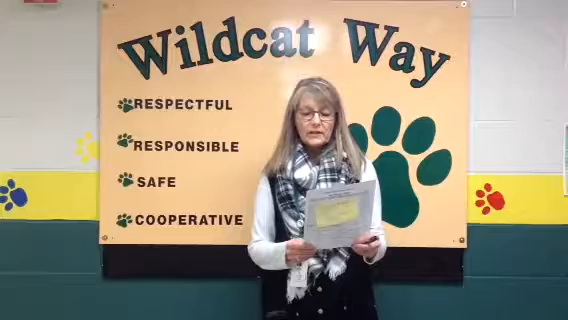 Wildcat Way
RESPECTFUL
RESPONSIBLE
SAFE
COOPERATIVE